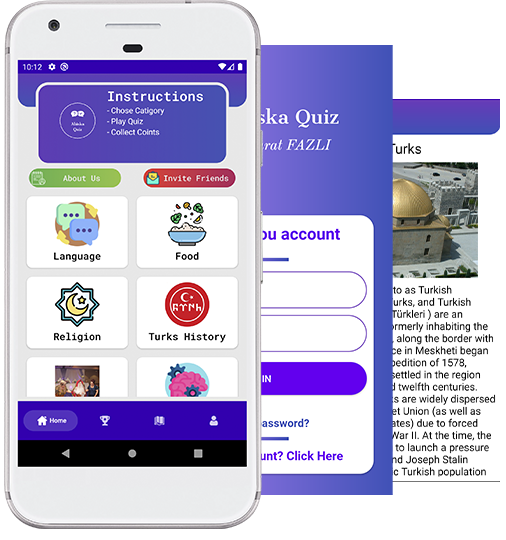 10:12
Instructions
- Chose Catigory
- Play Quiz
- Collect Coints
Ahiska
Quiz
About Us
Invite Friends
Language
Food
Religion
Turks History
Home
ska Quiz
rat FAZLI
ou account
IN
password?
unt? Click Here
Turks
to as Turkish
urks, and Turkish
Türkleri ) are an
ormerly inhabiting the
, along the border with
ce in Meskheti began
pedition of 1578,
settled in the region
d twelfth centuries.
s are widely dispersed
et Union (as well as
ates) due to forced
War II. At the time, the
to launch a pressure
nd Joseph Stalin
ic Turkish population